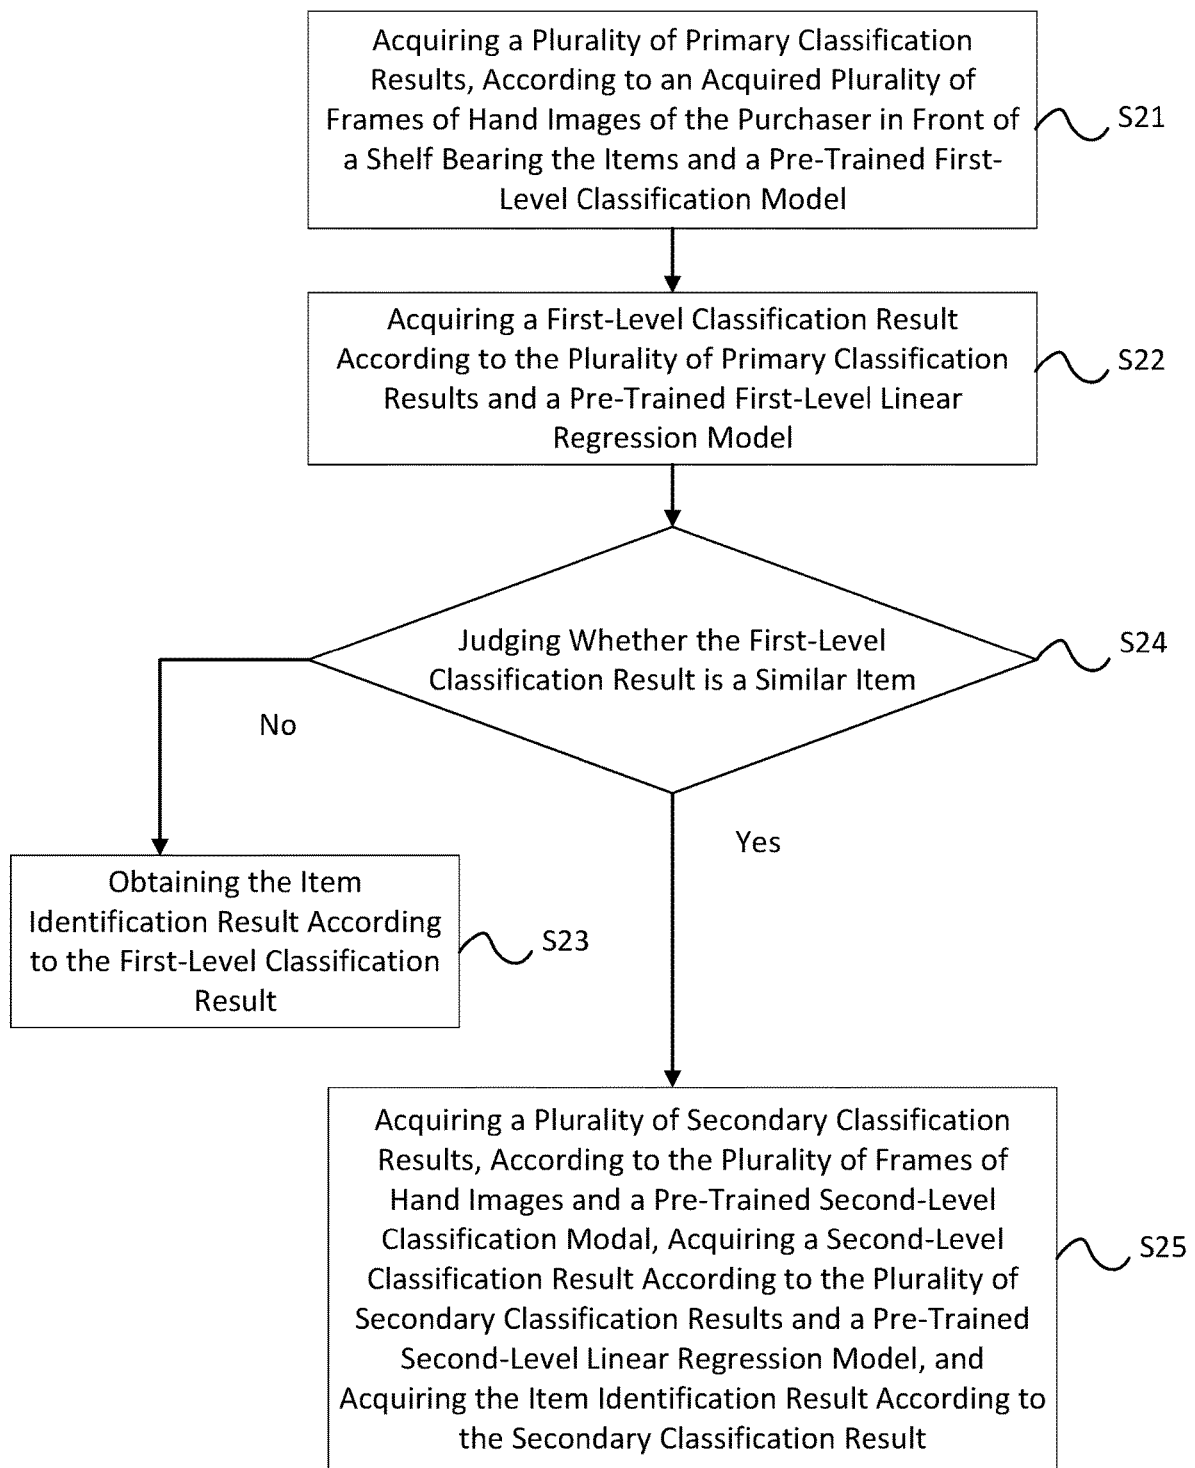 Acquiring a Plurality of Primary Classification
Results, According to an Acquired Plurality of
Frames of Hand Images of the Purchaser in Front of
a Shelf Bearing the Items and a Pre-Trained First-
Level Classification Model
S21
Acquiring a First-Level Classification Result
According to the Plurality of Primary Classification
Results and a Pre-Trained First-Level Linear
Regression Model
S22
Judging Whether the First-Level
Classification Result is a Similar Item
S24
No
Yes
Obtaining the Item
Identification Result According
to the First-Level Classification
Result
S23
Acquiring a Plurality of Secondary Classification
Results, According to the Plurality of Frames of
Hand Images and a Pre-Trained Second-Level
Classification Modal, Acquiring a Second-Level
Classification Result According to the Plurality of
Secondary Classification Results and a Pre-Trained
Second-Level Linear Regression Model, and
Acquiring the Item Identification Result According to
the Secondary Classification Result
S25